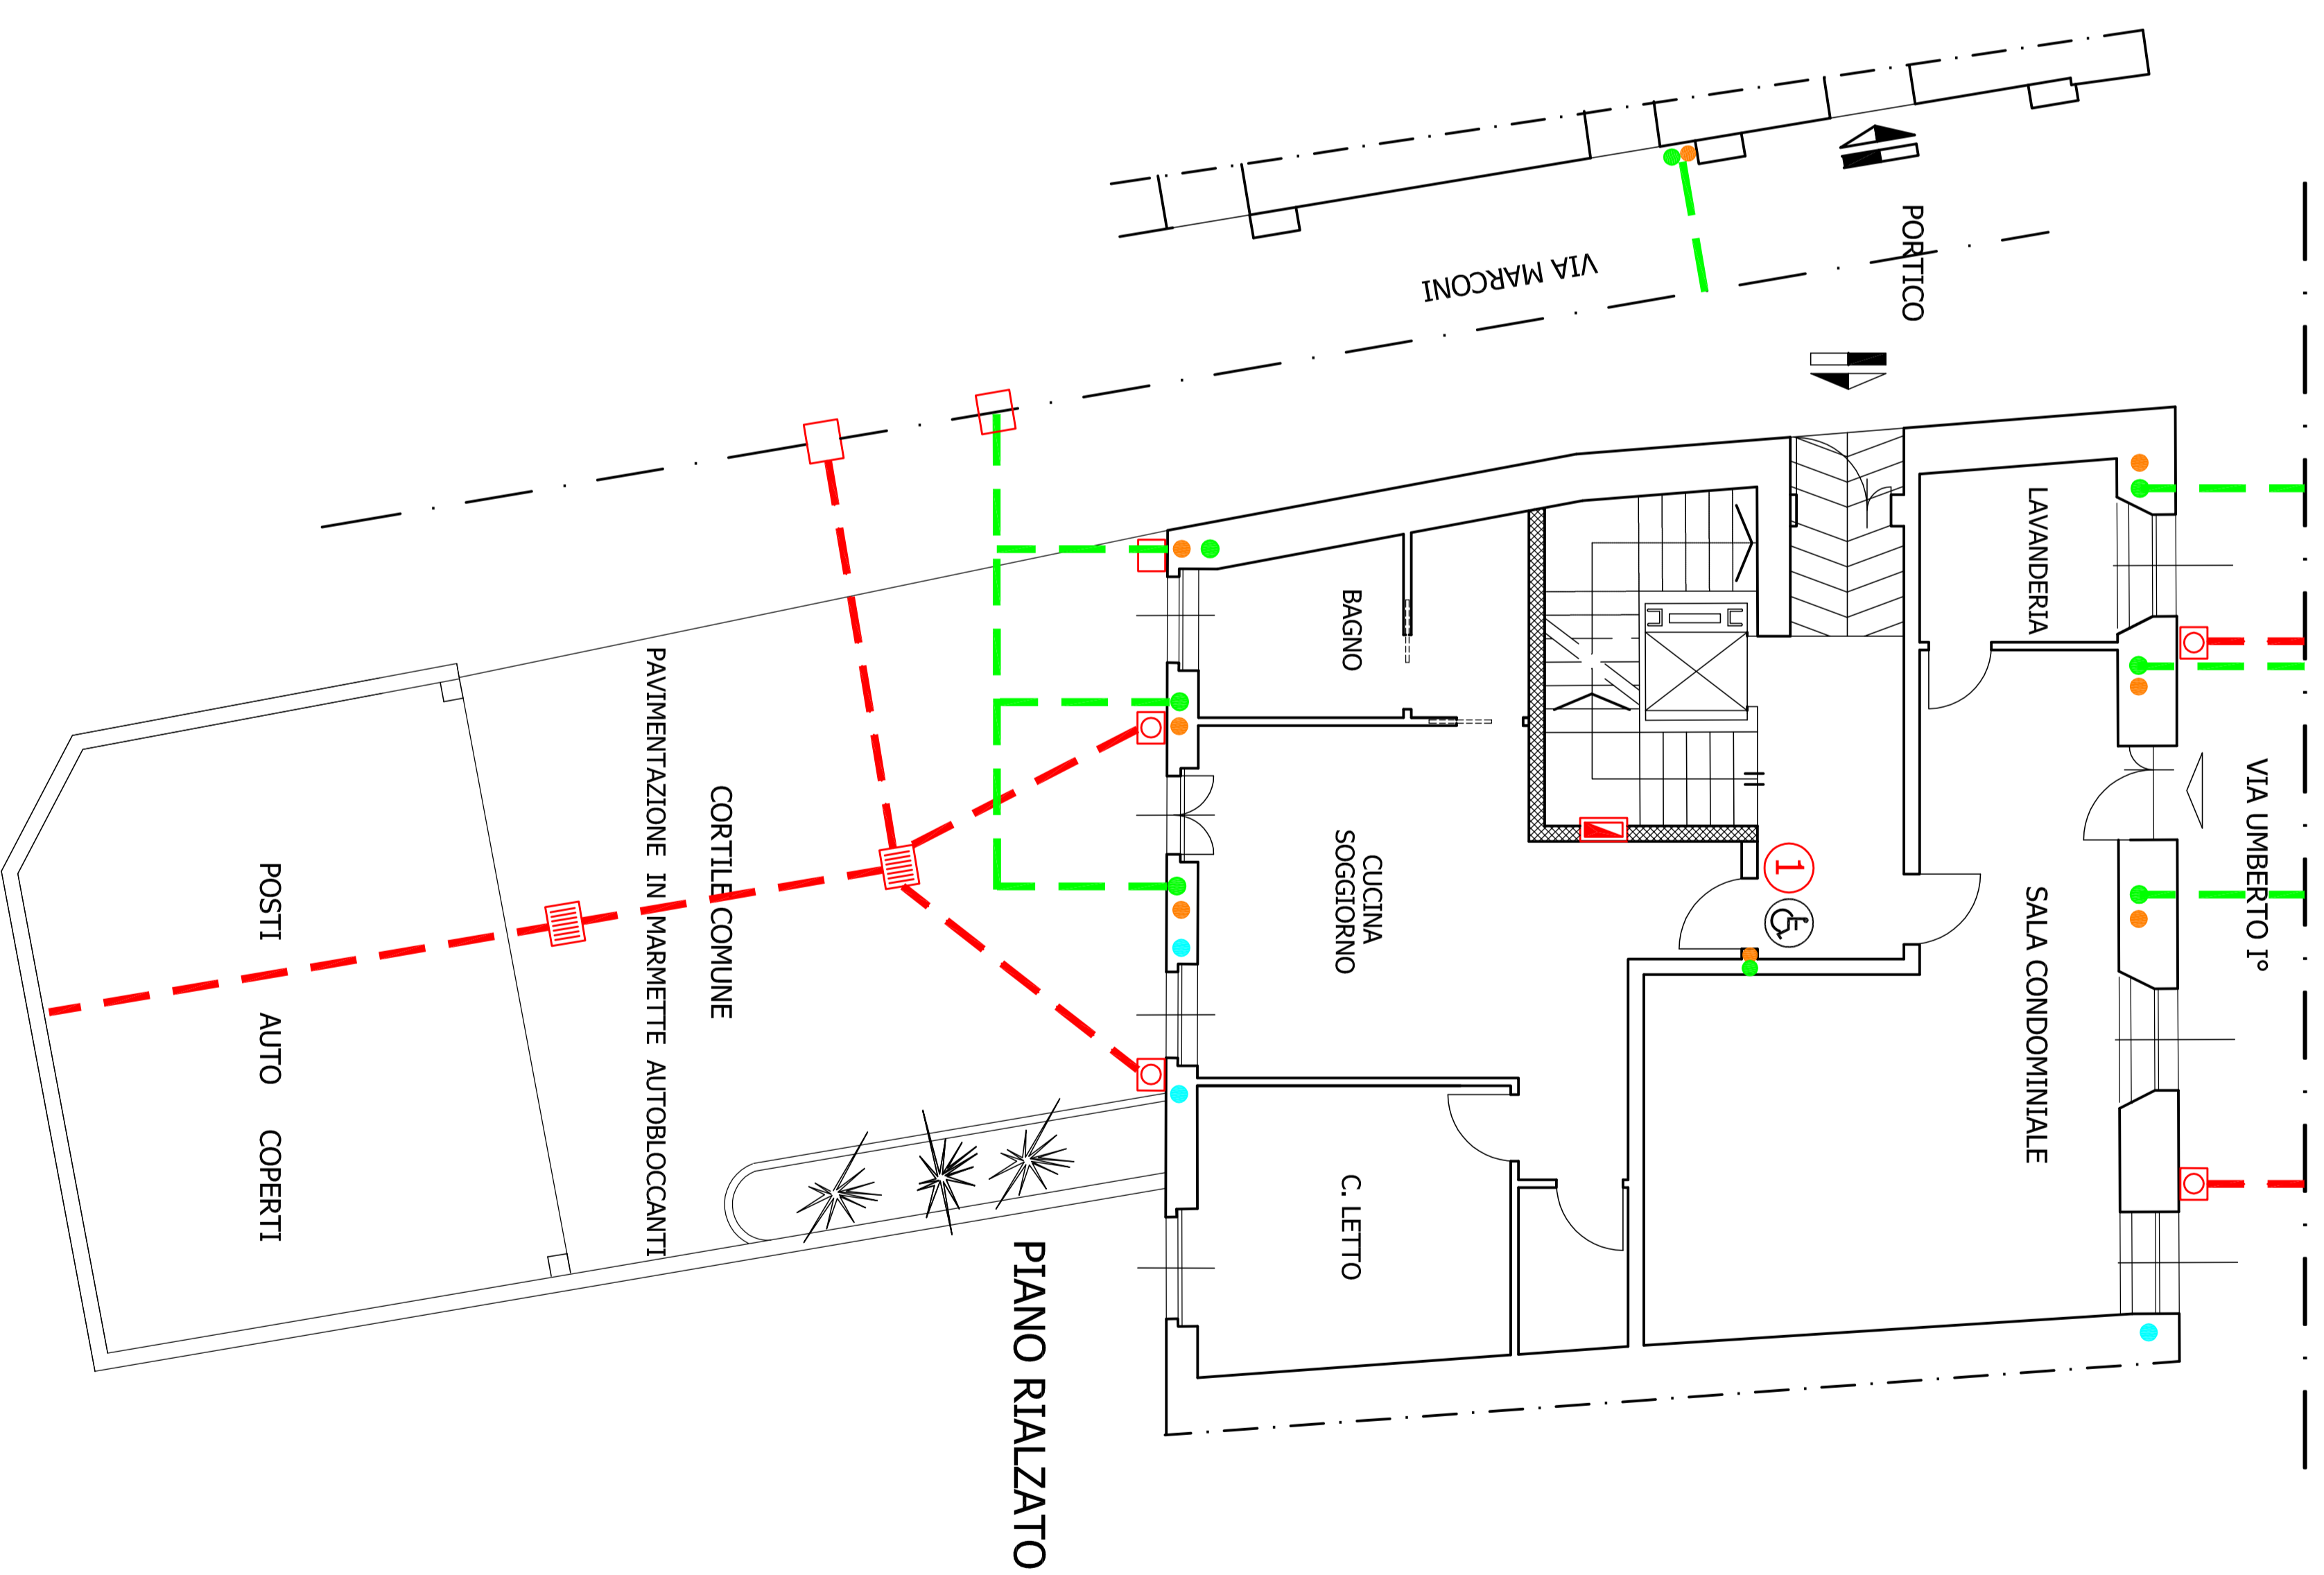 PORTICO
VIA MARCONI
LAVANDERIA
VIA UMBERTO I°
SALA CONDOMINIALE
1
BAGNO
CUCINA
SOGGIORNO
C. LETTO
CORTILE COMUNE
PAVIMENTAZIONE IN MARMETTE AUTOBLOCCANTI
POSTI AUTO COPERTI
PIANO RIALZATO